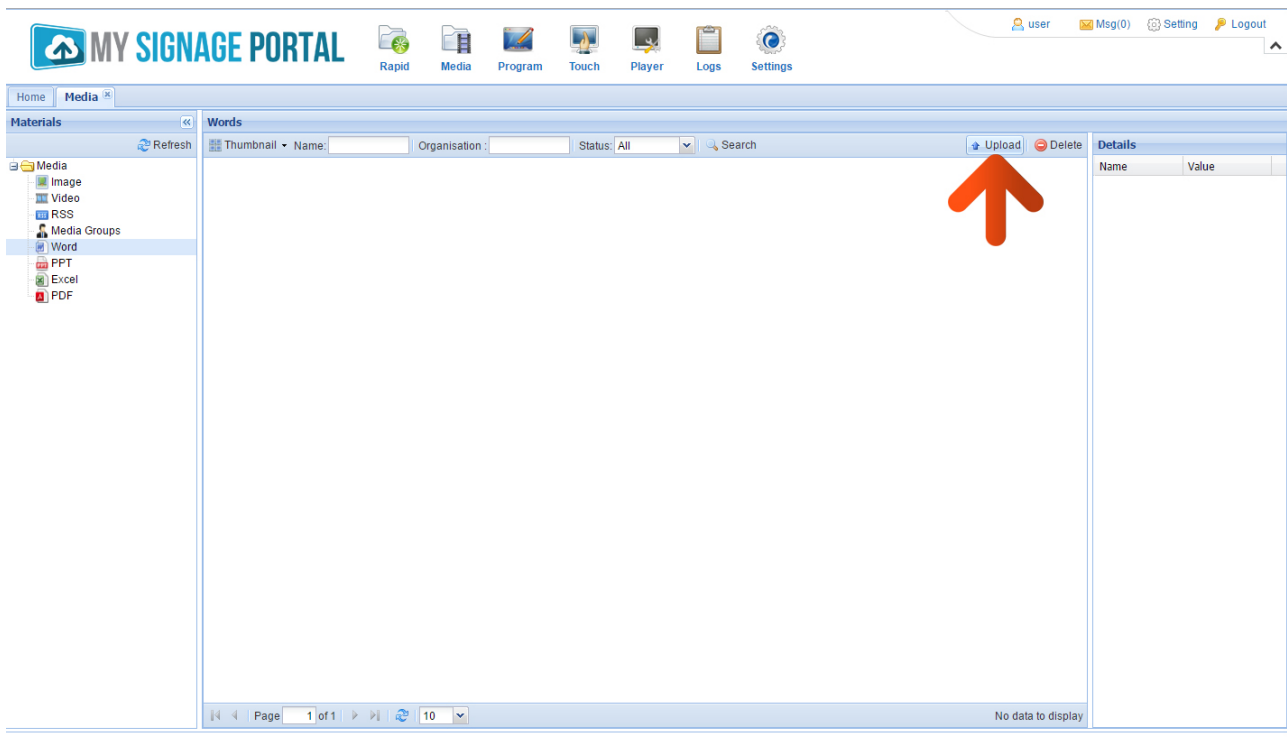 user Msg(0) Setting Logout
MY SIGNAGE PORTAL
Rapid Media Program Touch Player Logs Settings
Home Media
Materials
Refresh
Media
Image
Video
RSS
Media Groups
Word
PPT
Excel
PDF
Words
Thumbnail Name: Organisation : Status: All Search Upload Delete
Page 1 of 1 10 No data to display
Details
Name Value